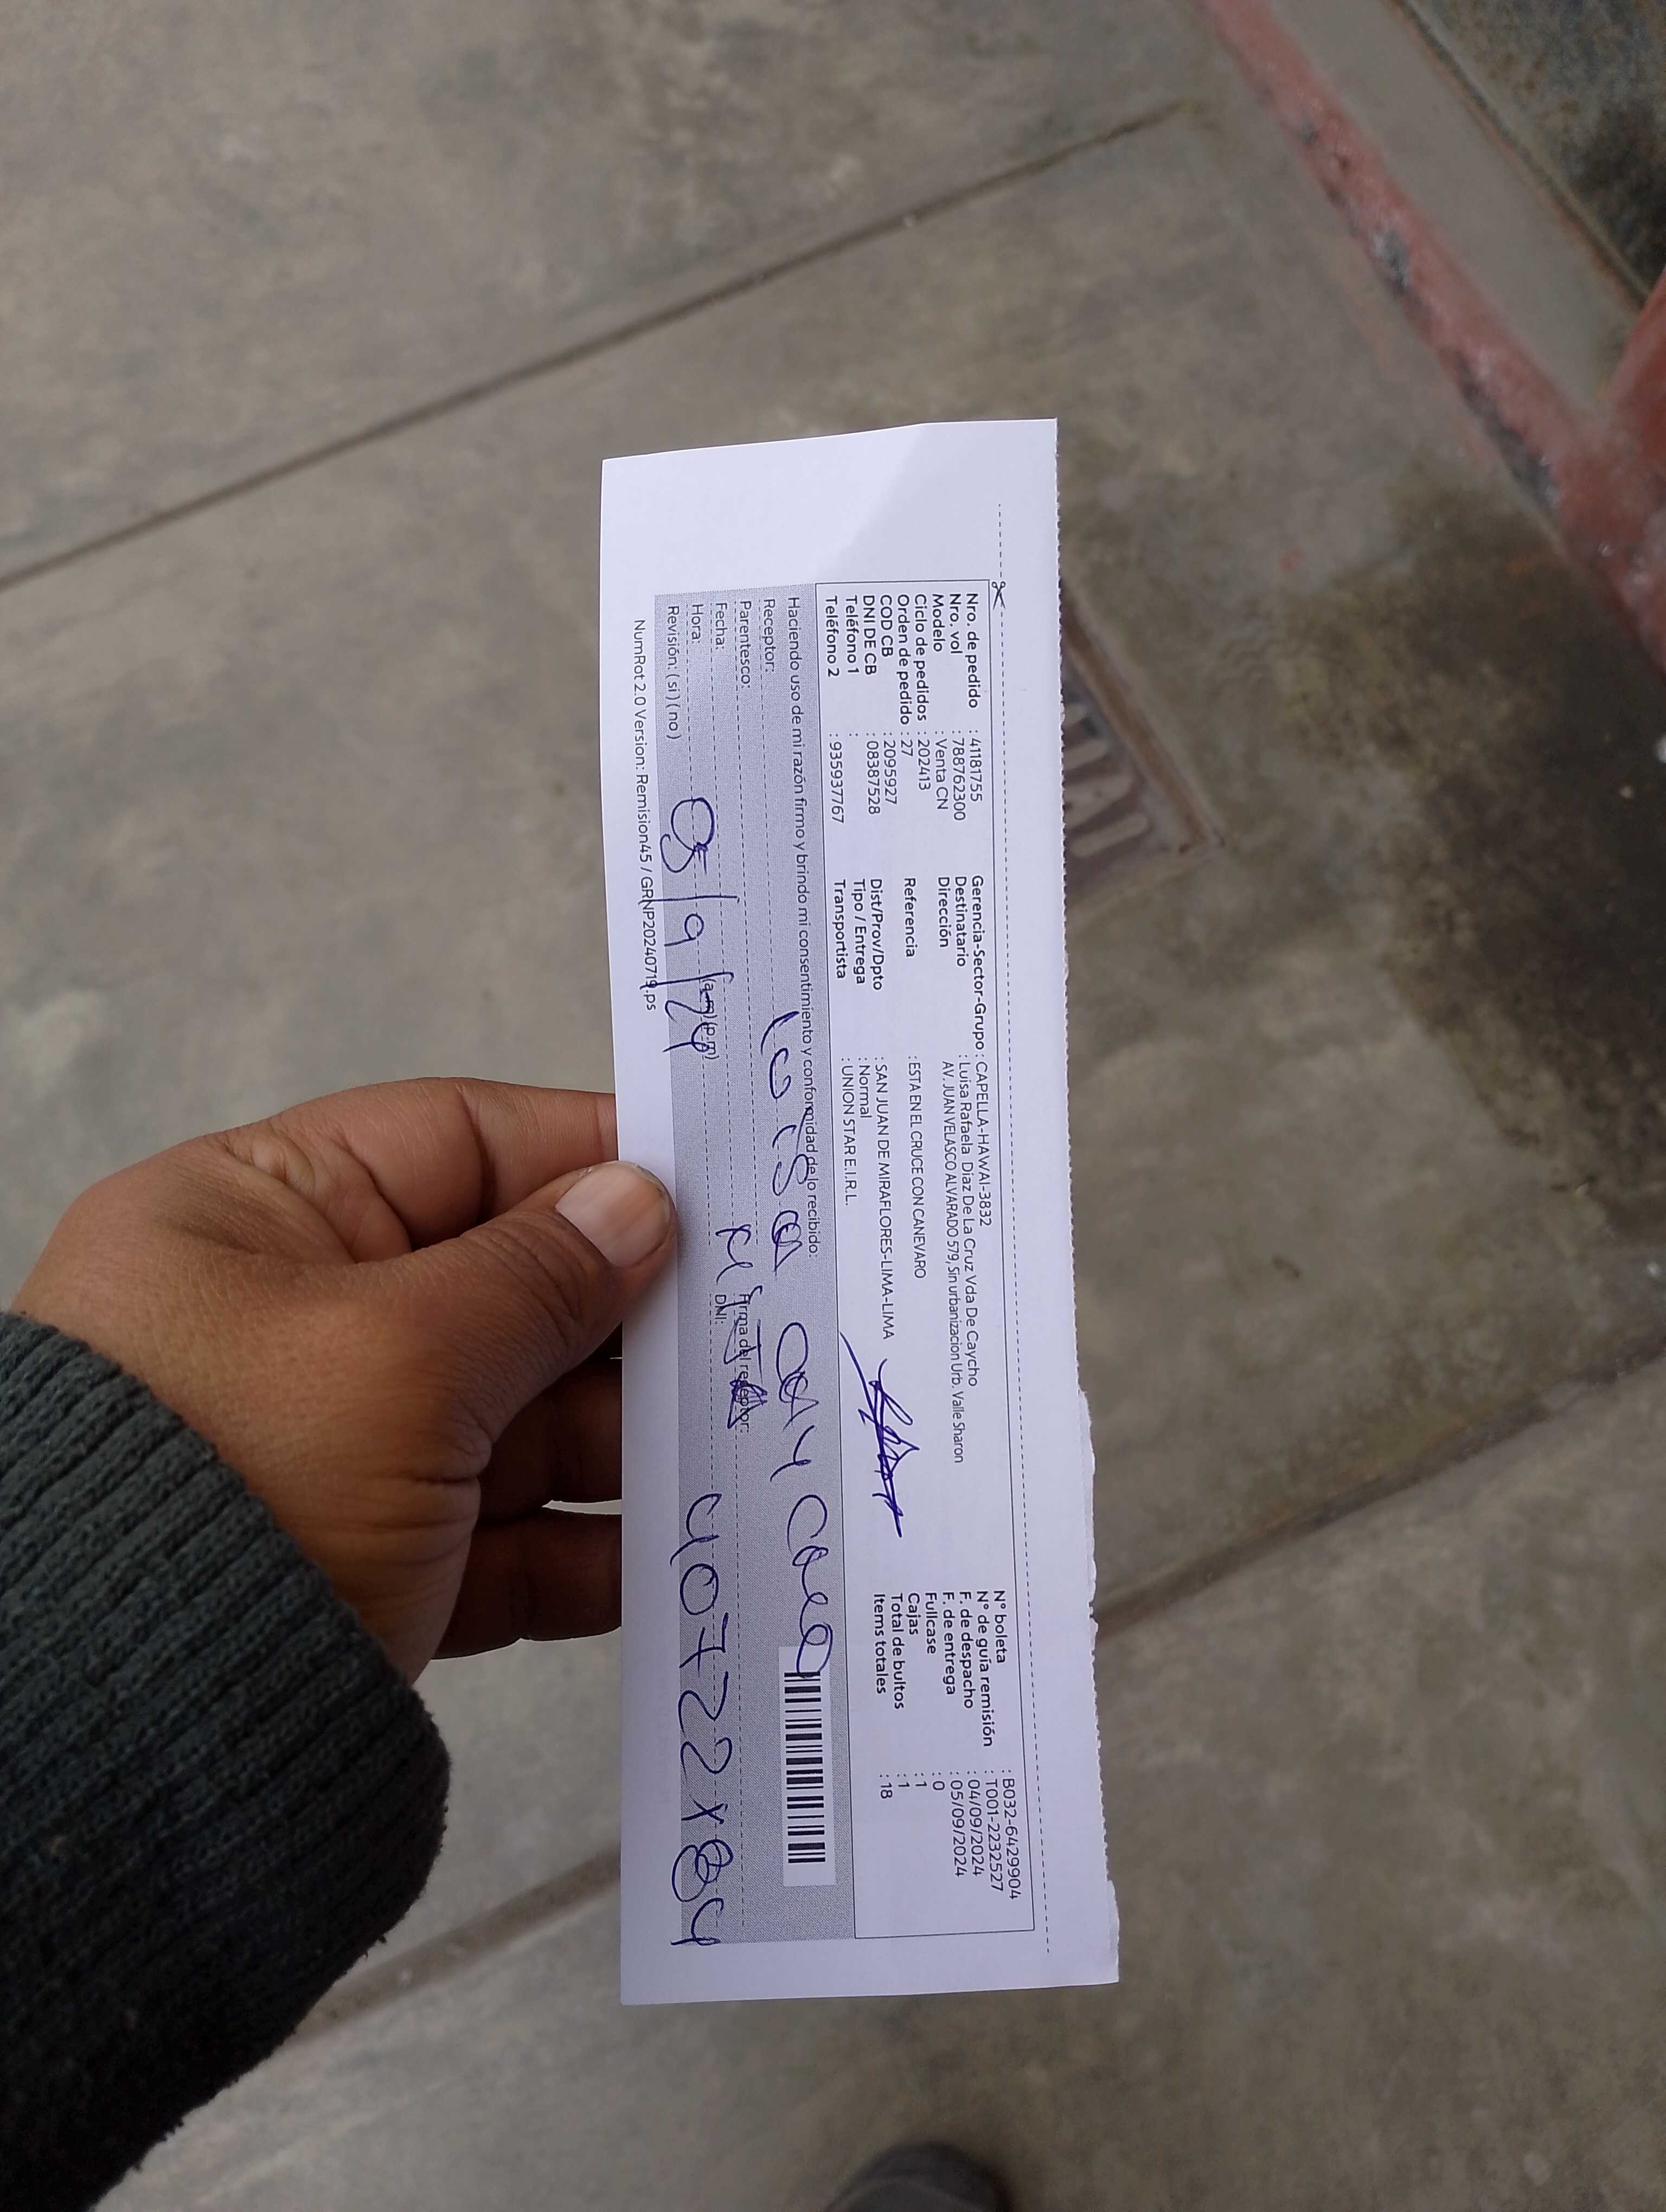 Nro. de pedido : 41181755
Nro. vol : 788762300
Modelo : Venta CN
Ciclo de pedidos : 202413
Orden de pedido : 27
COD CB : 2095927
DNI DE CB : 08387528
Teléfono 1 :
Teléfono 2 : 935937767
Gerencia-Sector-Grupo : CAPELLA-HAWAI-3832
Destinatario : Luisa Rafaela Diaz De La Cruz Vda De Caycho
Dirección AV. JUAN VELASCO ALVARADO 579, Sin urbanizacion Urb. Valle Sharon
Referencia : ESTA EN EL CRUCE CON CANEVARO
Dist/Prov/Dpto : SAN JUAN DE MIRAFLORES-LIMA-LIMA
Tipo / Entrega : Normal
Transportista : UNION STAR E.I.R.L.
N° boleta : B032-6429904
N° de guía remisión : T001-2232527
F. de despacho : 04/09/2024
F. de entrega : 05/09/2024
Fullcase : 0
Cajas : 1
Total de bultos : 1
Items totales : 18
Haciendo uso de mi razón firmo y brindo mi consentimiento y conformidad de lo recibido:
Receptor: Luisa
Parentesco: Firma del receptor:
Fecha: DNI:
Hora: (a.m) (p.m)
05/9/24
Revisión: ( si ) ( no )
NumRot 2.0 Version: Remision45 / GRNP20240719.ps